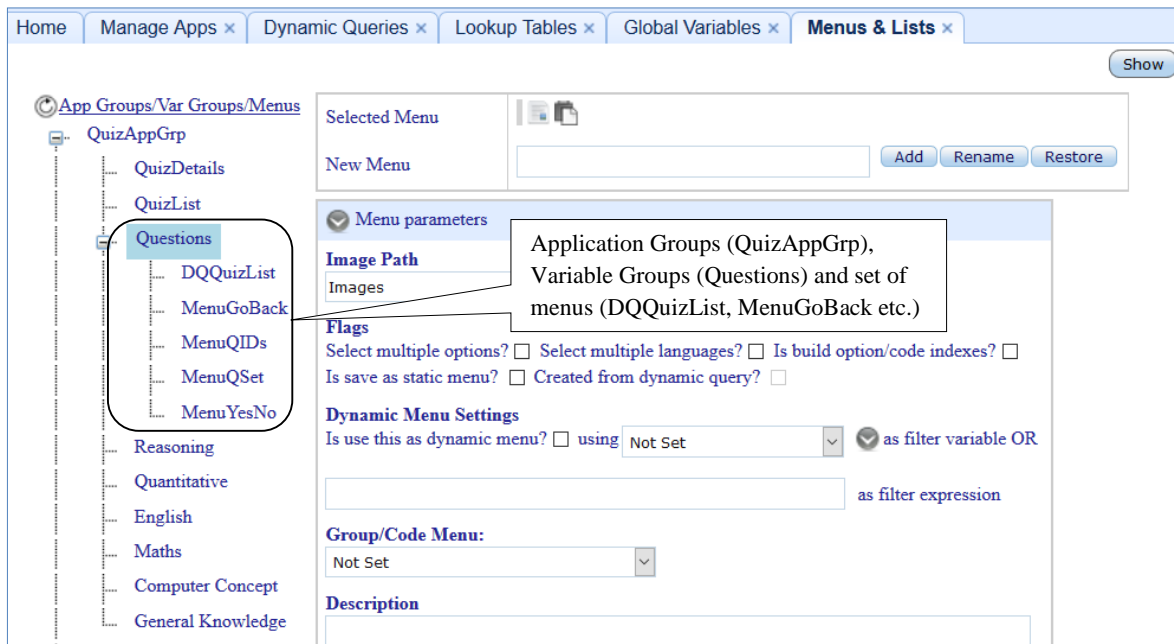 Home Manage Apps × Dynamic Queries × Lookup Tables × Global Variables × Menus & Lists ×
Show
App Groups/Var Groups/Menus
QuizAppGrp
QuizDetails
QuizList
Questions
DQQuizList
MenuGoBack
MenuQIDs
MenuQSet
MenuYesNo
Reasoning
Quantitative
English
Maths
Computer Concept
General Knowledge
Selected Menu
New Menu Add Rename Restore
Menu parameters
Application Groups (QuizAppGrp),
Variable Groups (Questions) and set of
menus (DQQuizList, MenuGoBack etc.)
Image Path
Images
Flags
Select multiple options? Select multiple languages? Is build option/code indexes?
Is save as static menu? Created from dynamic query?
Dynamic Menu Settings
Is use this as dynamic menu? using Not Set as filter variable OR
as filter expression
Group/Code Menu:
Not Set
Description